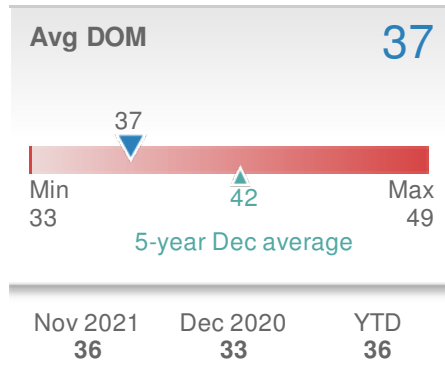 Avg DOM 37
37
Min Max
33 42 49
5-year Dec average
Nov 2021 Dec 2020 YTD
36 33 36